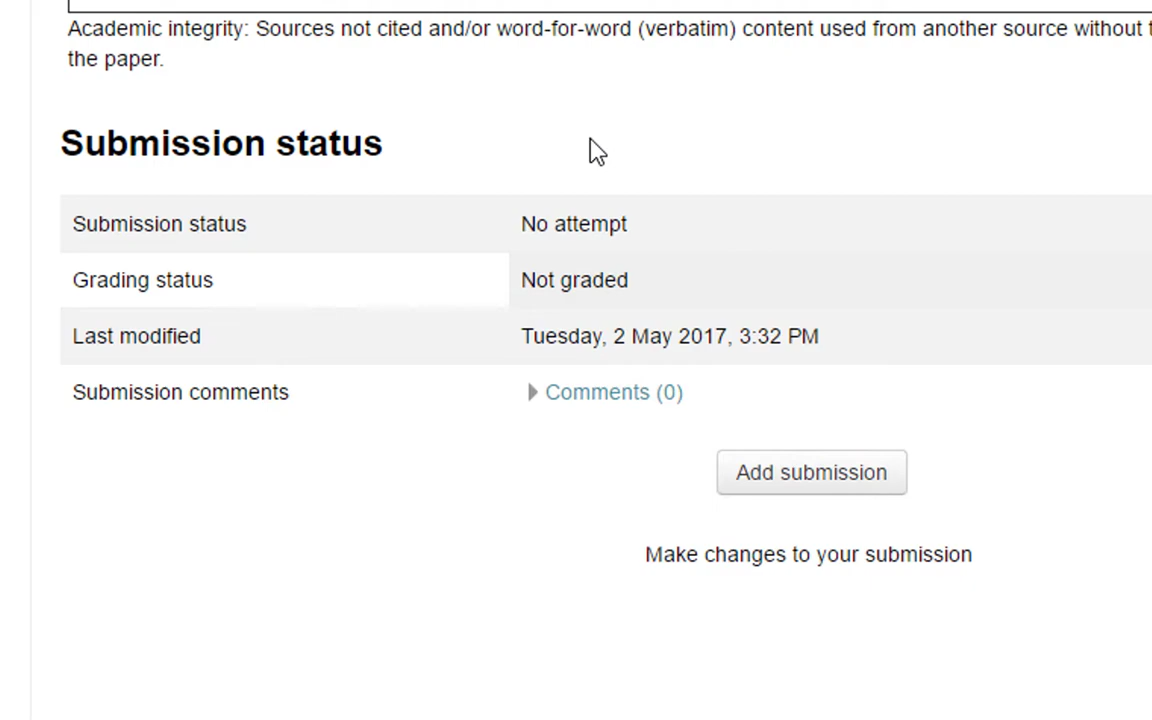 Academic integrity: Sources not cited and/or word-for-word (verbatim) content used from another source without
the paper.
Submission status
Submission status No attempt
Grading status Not graded
Last modified Tuesday, 2 May 2017, 3:32 PM
Submission comments Comments (0)
Add submission
Make changes to your submission